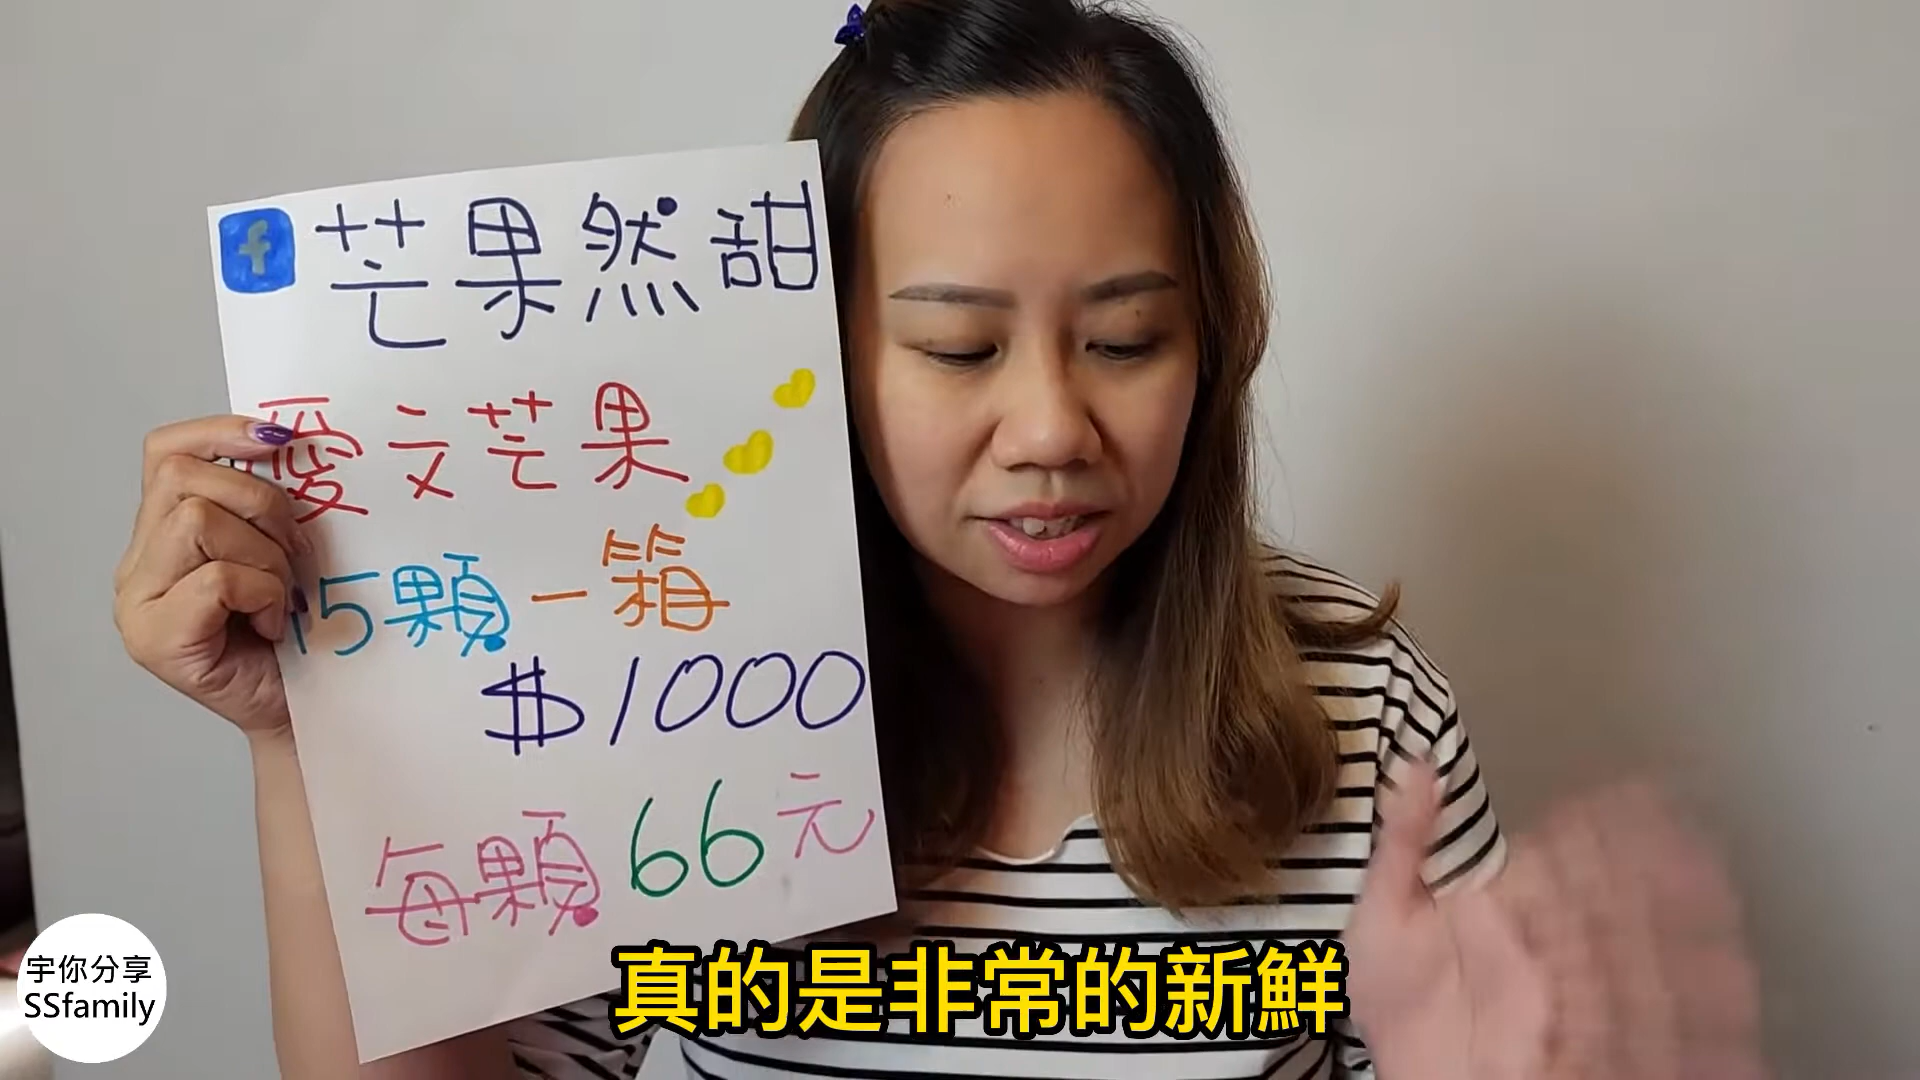 f 芒果然甜
愛文芒果
15顆一箱
$1000
每顆66元
宇你分享
SSfamily
真的是非常的新鮮